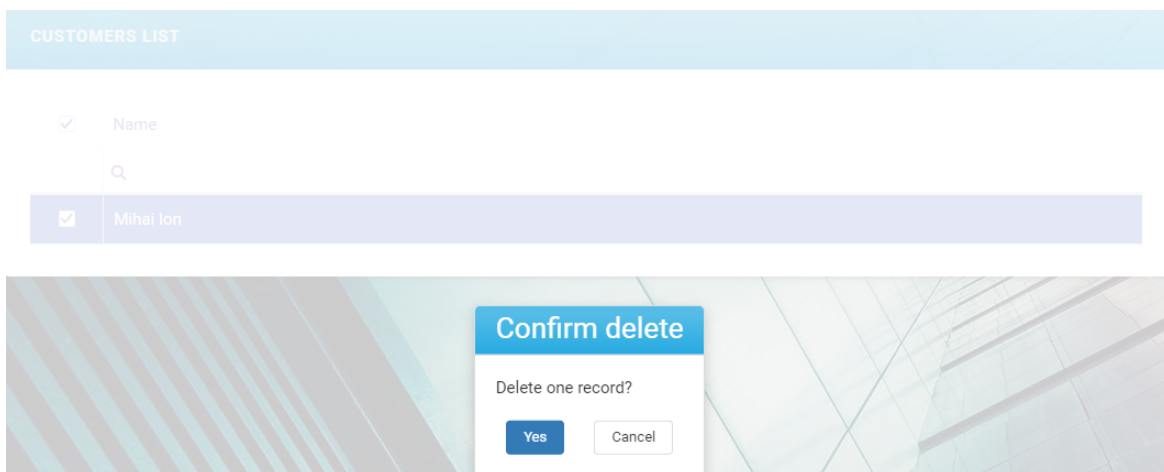 CUSTOMERS LIST
Name
Mihai Ion
Confirm delete
Delete one record?
Yes Cancel